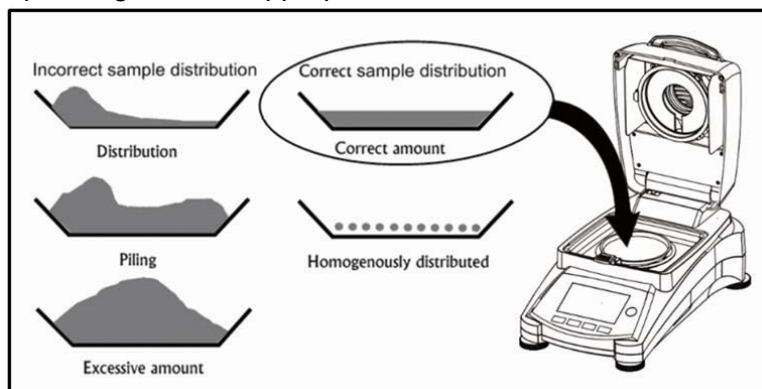 Incorrect sample distribution
Distribution
Piling
Excessive amount
Correct sample distribution
Correct amount
Homogenously distributed